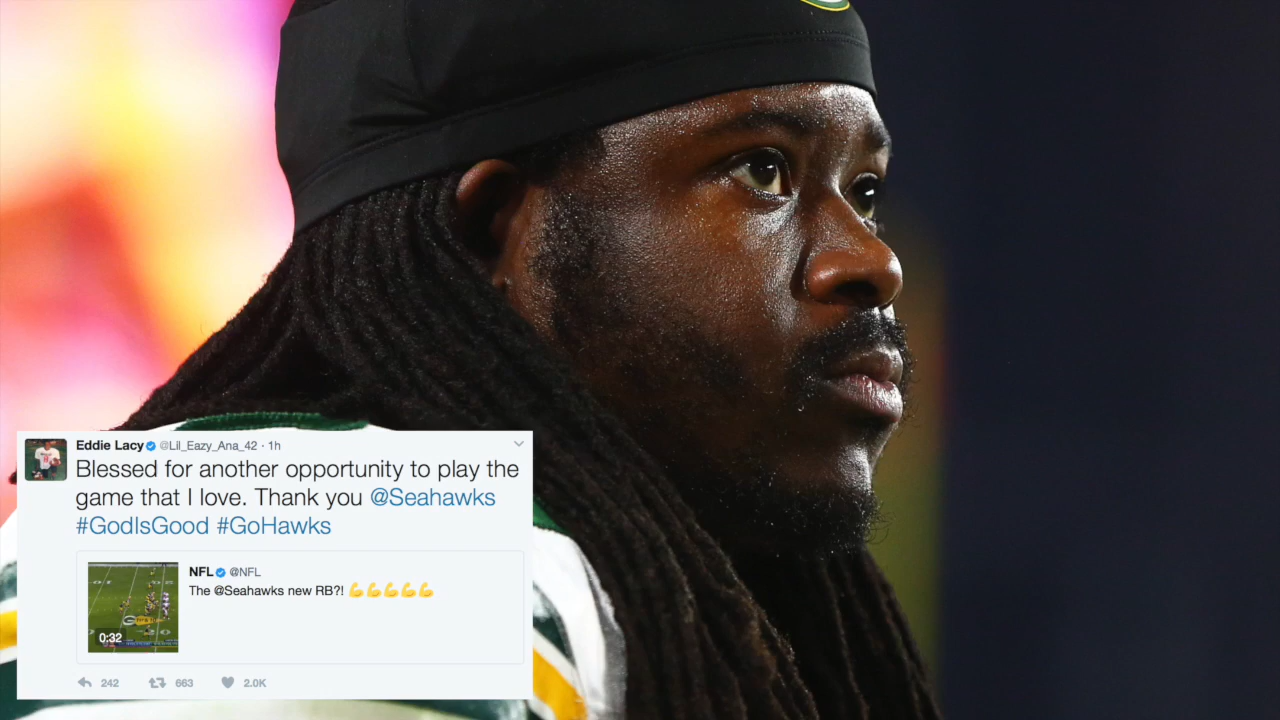 Eddie Lacy @Lil_Eazy_Ana_42 · 1h
Blessed for another opportunity to play the
game that I love. Thank you @Seahawks
#GodIsGood #GoHawks
NFL @NFL
The @Seahawks new RB?! 💪💪💪💪💪
0:32
242 663 2.0K